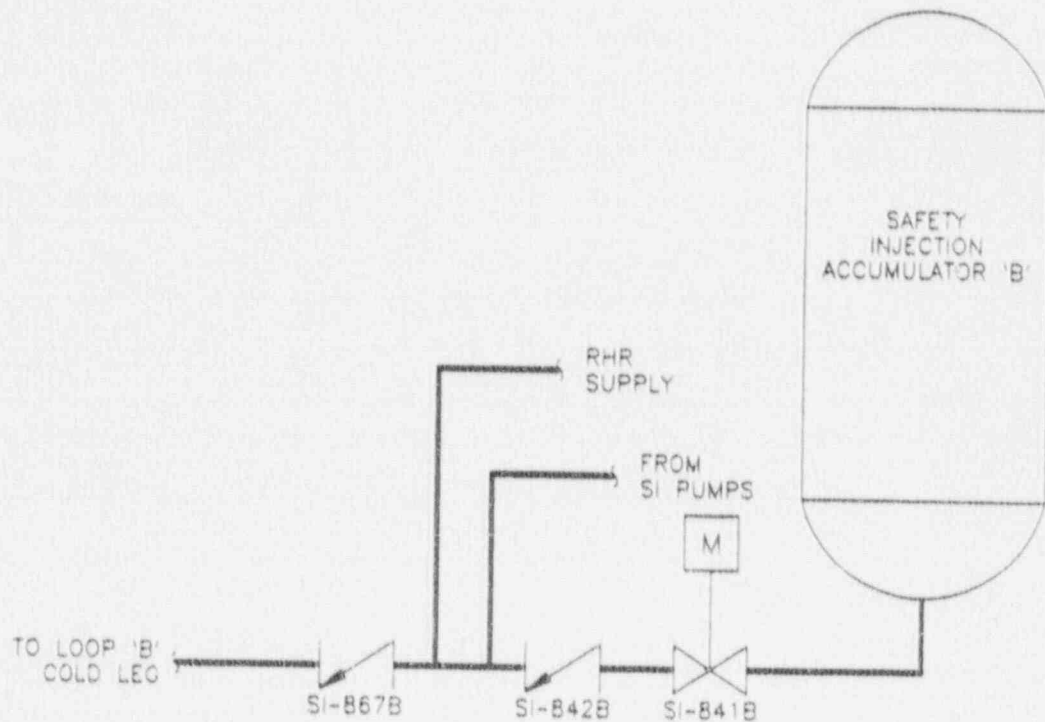 SAFETY
INJECTION
ACCUMULATOR 'B'
RHR
SUPPLY
FROM
SI PUMPS
M
TO LOOP 'B'
COLD LEG
SI-867B
SI-842B
SI-841B